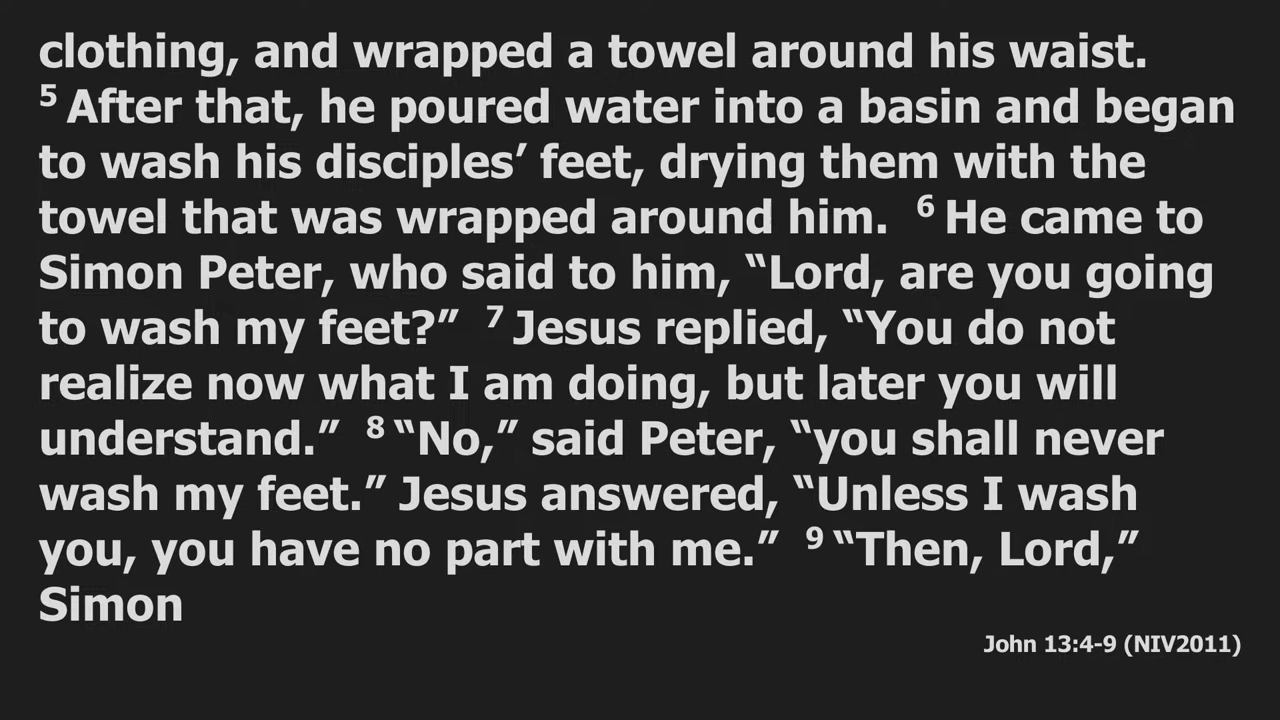 clothing, and wrapped a towel around his waist.
5 After that, he poured water into a basin and began
to wash his disciples’ feet, drying them with the
towel that was wrapped around him. 6 He came to
Simon Peter, who said to him, “Lord, are you going
to wash my feet?” 7 Jesus replied, “You do not
realize now what I am doing, but later you will
understand.” 8 “No,” said Peter, “you shall never
wash my feet.” Jesus answered, “Unless I wash
you, you have no part with me.” 9 “Then, Lord,”
Simon
John 13:4-9 (NIV2011)